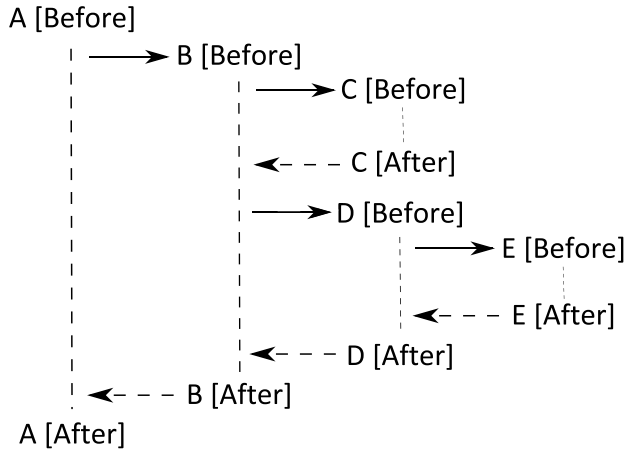 A [Before]
B [Before]
C [Before]
C [After]
D [Before]
E [Before]
E [After]
D [After]
B [After]
A [After]